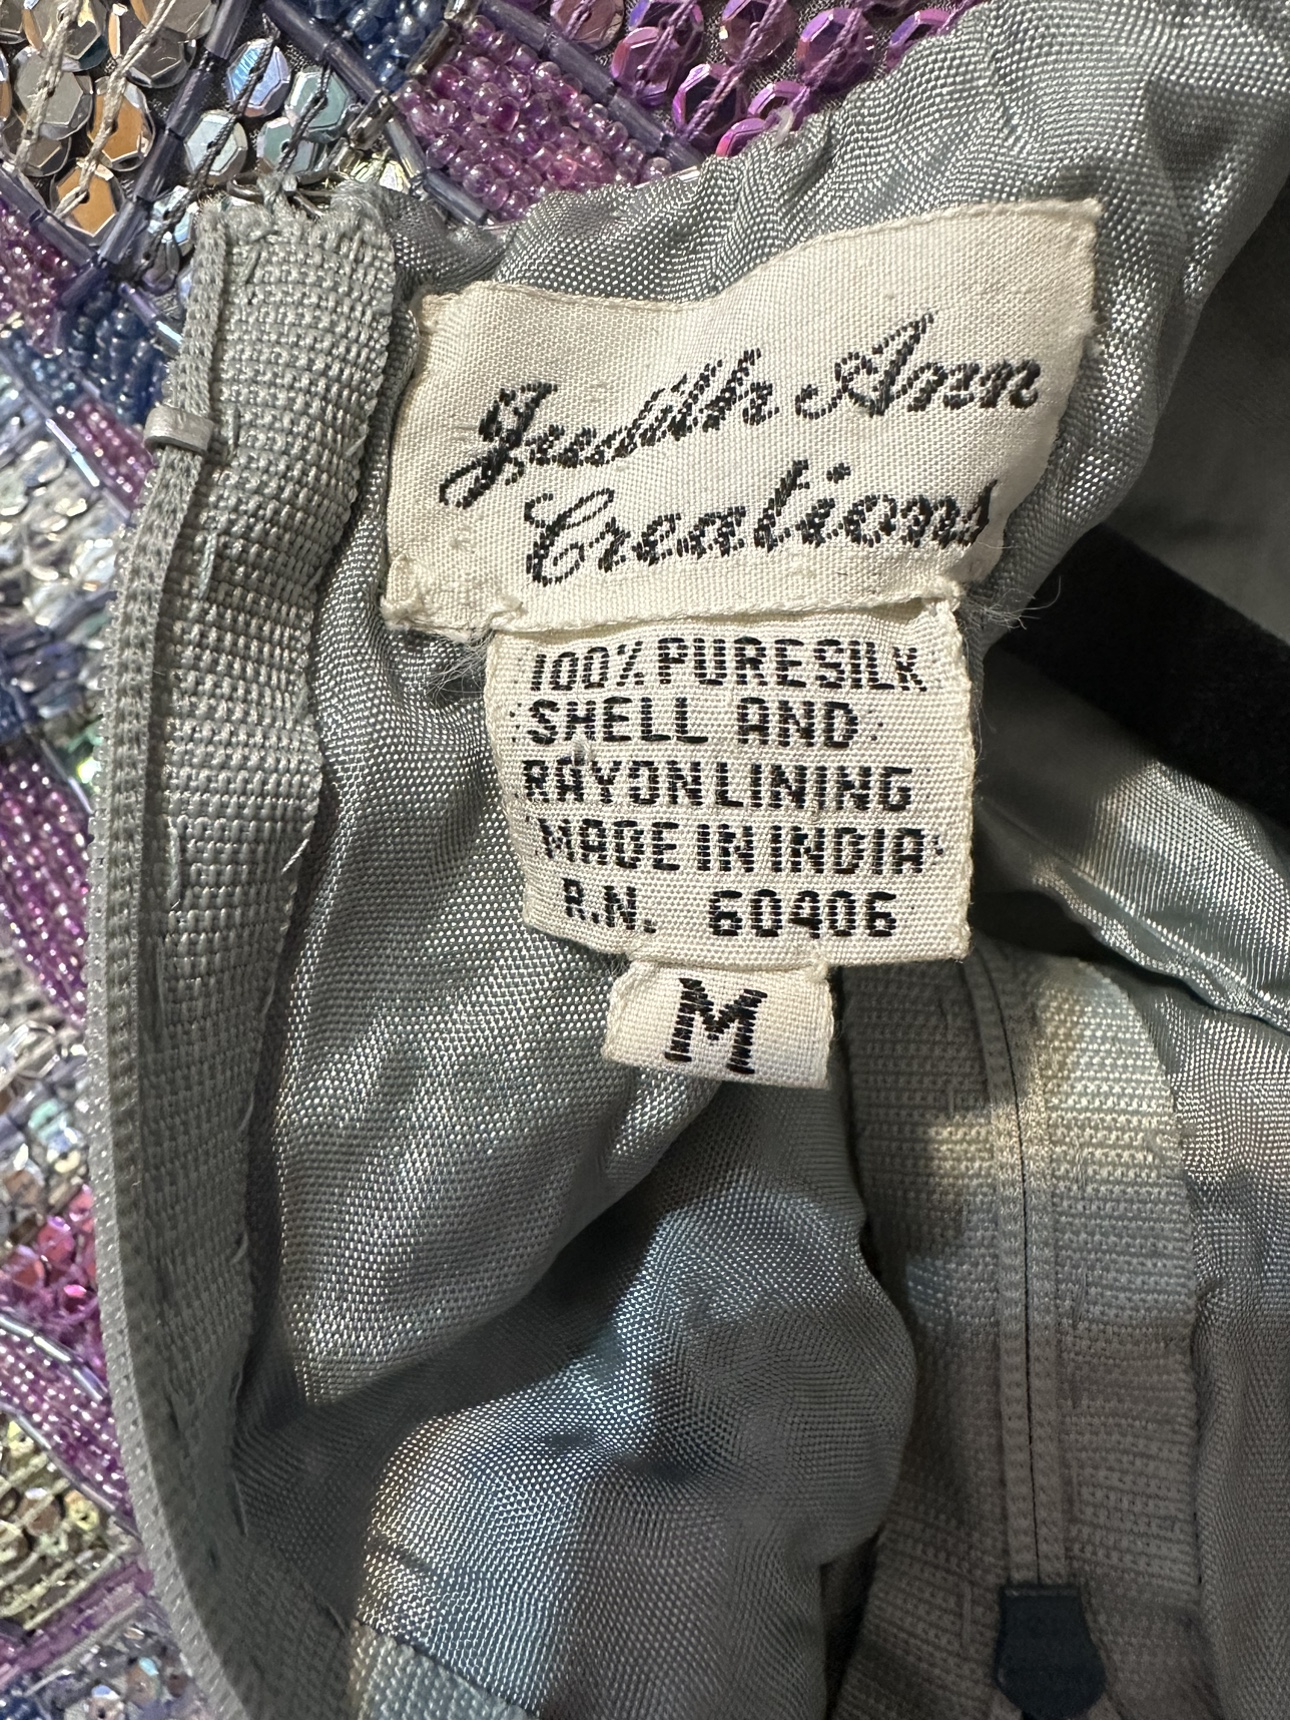 Judith Ann
Creations
100% PURE SILK
SHELL AND
RAYON LINING
MADE IN INDIA
R.N. 60406
M